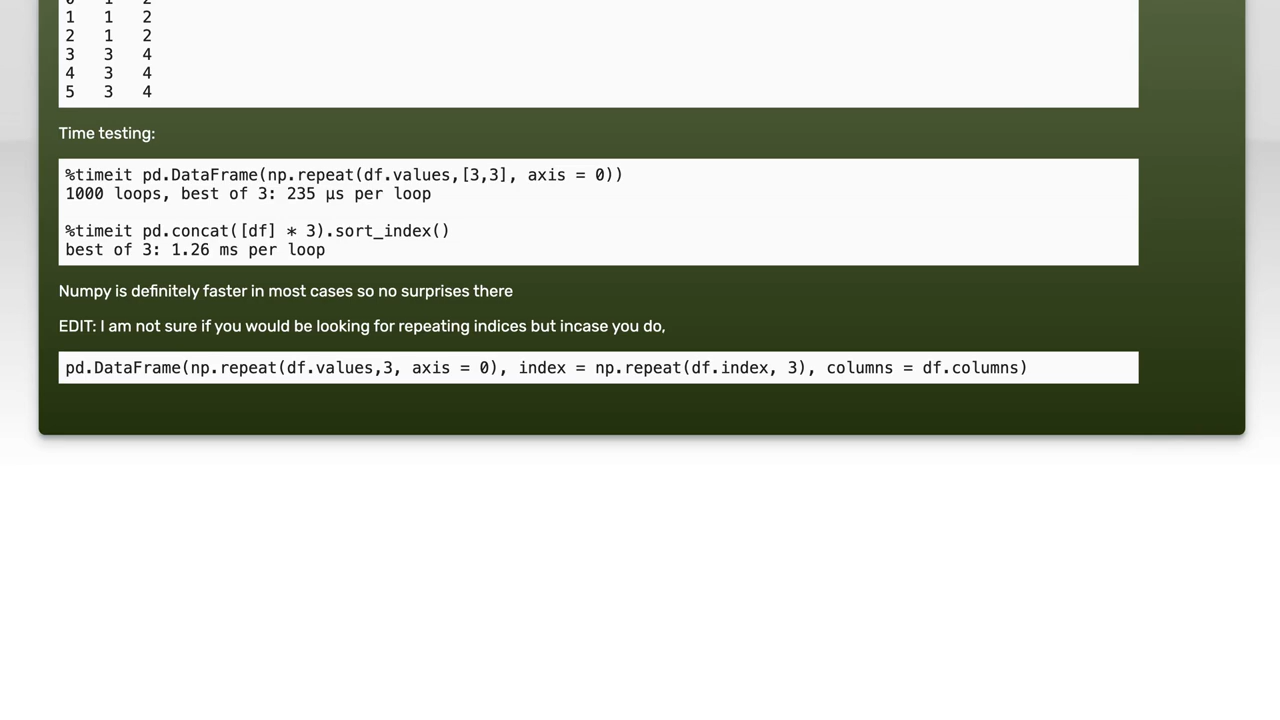 0 1 2
1 1 2
2 1 2
3 3 4
4 3 4
5 3 4
Time testing:
%timeit pd.DataFrame(np.repeat(df.values,[3,3], axis = 0))
1000 loops, best of 3: 235 µs per loop
%timeit pd.concat([df] * 3).sort_index()
best of 3: 1.26 ms per loop
Numpy is definitely faster in most cases so no surprises there
EDIT: I am not sure if you would be looking for repeating indices but incase you do,
pd.DataFrame(np.repeat(df.values,3, axis = 0), index = np.repeat(df.index, 3), columns = df.columns)